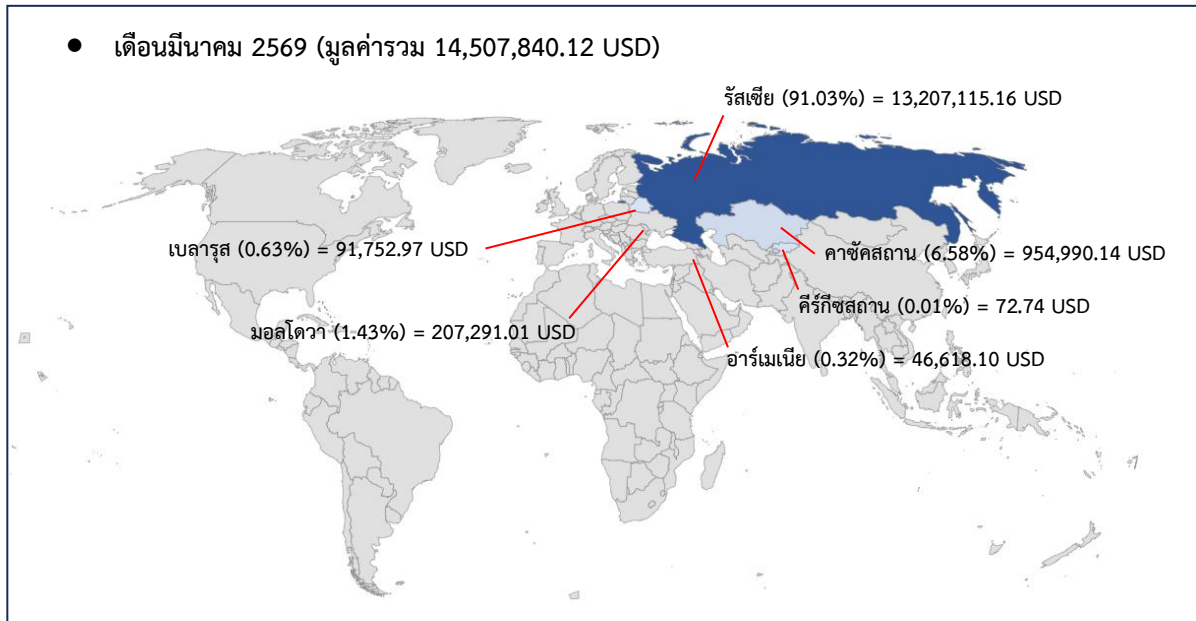 ● เดือนมีนาคม 2569 (มูลค่ารวม 14,507,840.12 USD)
รัสเซีย (91.03%) = 13,207,115.16 USD
เบลารุส (0.63%) = 91,752.97 USD
คาซัคสถาน (6.58%) = 954,990.14 USD
คีร์กีซสถาน (0.01%) = 72.74 USD
มอลโดวา (1.43%) = 207,291.01 USD
อาร์เมเนีย (0.32%) = 46,618.10 USD